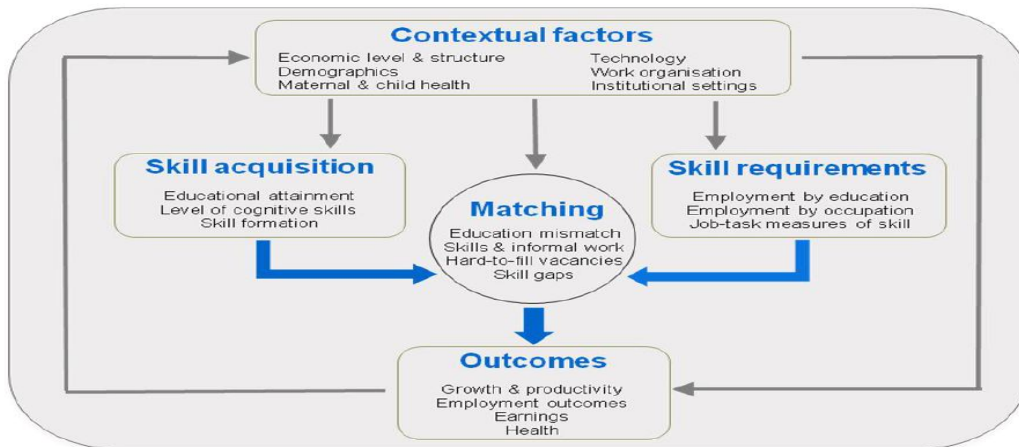 Contextual factors
Economic level & structure
Demographics
Maternal & child health
Technology
Work organisation
Institutional settings
Skill acquisition
Educational attainment
Level of cognitive skills
Skill formation
Matching
Education mismatch
Skills & informal work
Hard-to-fill vacancies
Skill gaps
Skill requirements
Employment by education
Employment by occupation
Job-task measures of skill
Outcomes
Growth & productivity
Employment outcomes
Earnings
Health